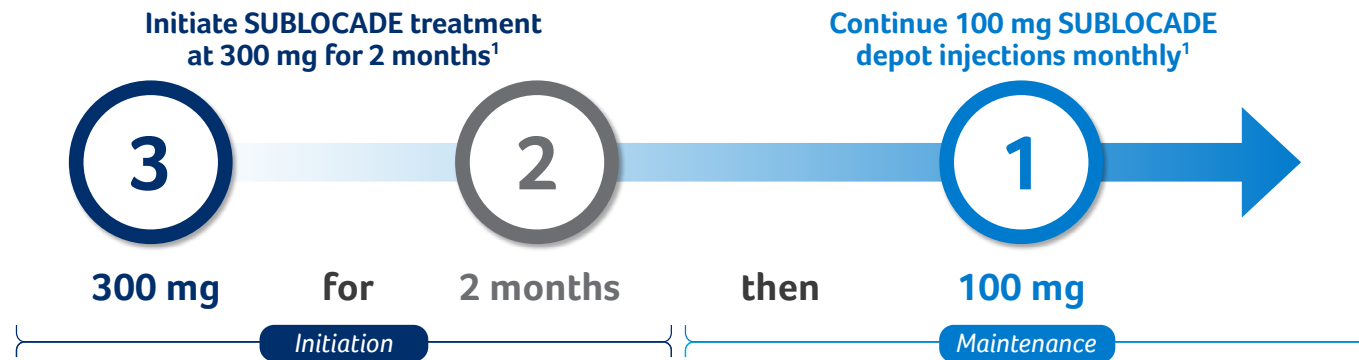 Initiate SUBLOCADE treatment
at 300 mg for 2 months¹
Continue 100 mg SUBLOCADE
depot injections monthly¹
3
2
1
300 mg for 2 months then 100 mg
Initiation
Maintenance